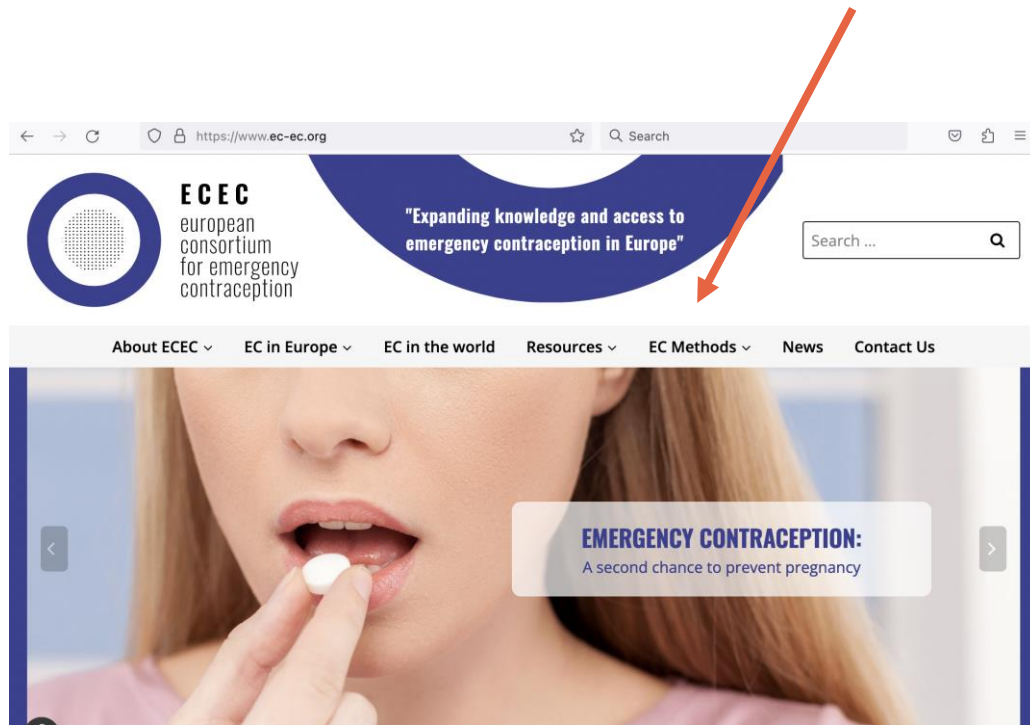 https://www.ec-ec.org
Search
ECEC
european
consortium
for emergency
contraception
"Expanding knowledge and access to
emergency contraception in Europe"
Search ...
About ECEC EC in Europe EC in the world Resources EC Methods News Contact Us
EMERGENCY CONTRACEPTION:
A second chance to prevent pregnancy